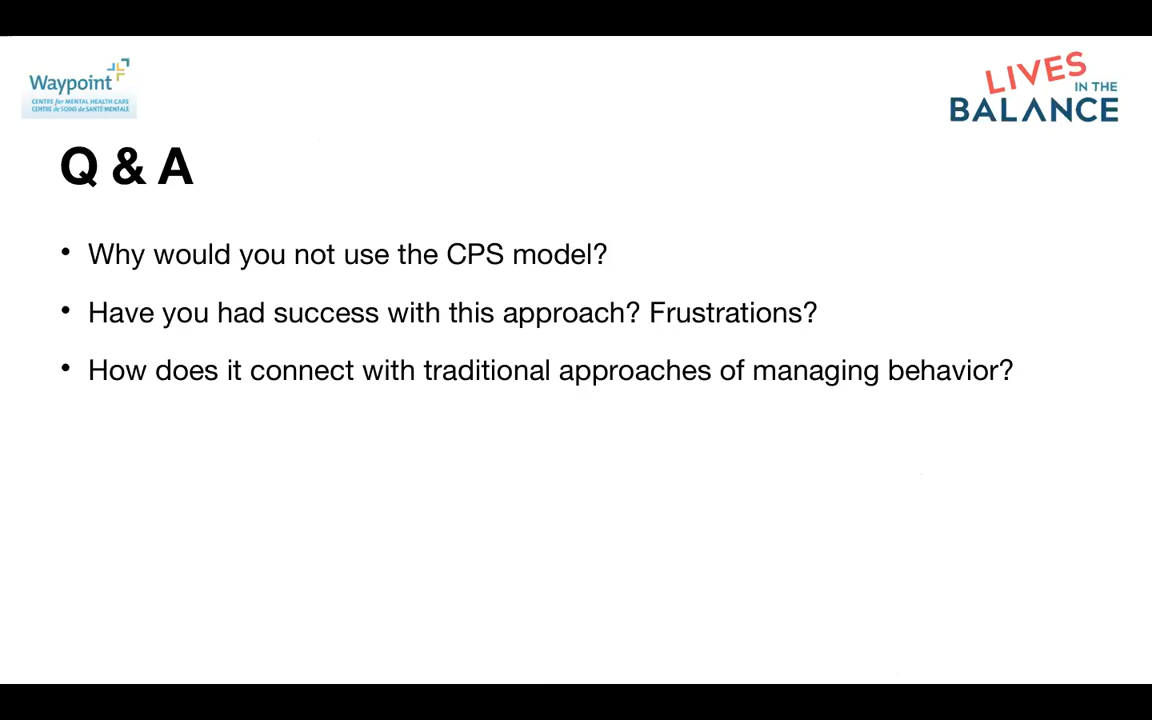 Waypoint
CENTRES for MENTAL HEALTH CARE
CENTRE de SOINS de SANTÉ MENTALE
LIVES
IN THE
BALANCE
Q & A
• Why would you not use the CPS model?
• Have you had success with this approach? Frustrations?
• How does it connect with traditional approaches of managing behavior?